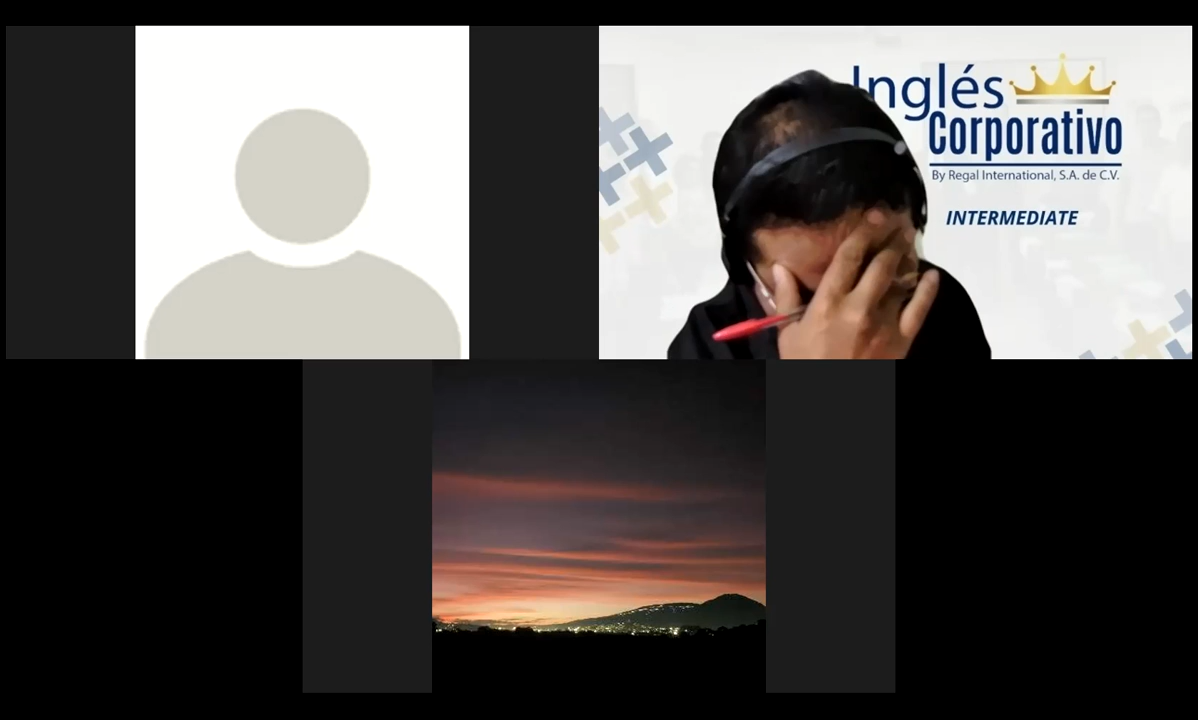 Inglés
Corporativo
By Regal International, S.A. de C.V.
INTERMEDIATE